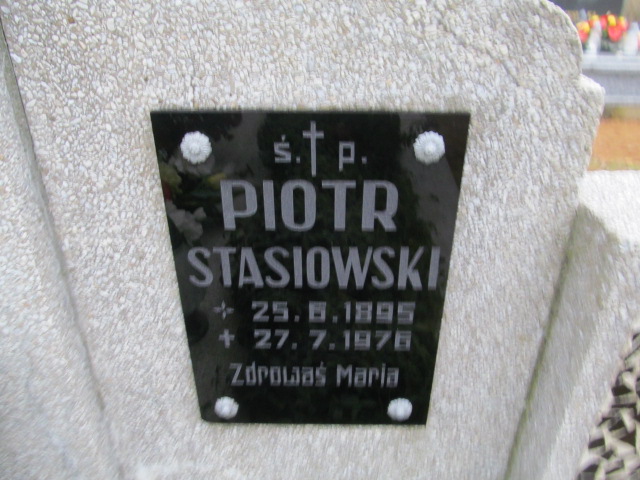 ś. † p.
PIOTR
STASIOWSKI
* 25. 6. 1895
+ 27. 7. 1976
Zdrowaś Maria